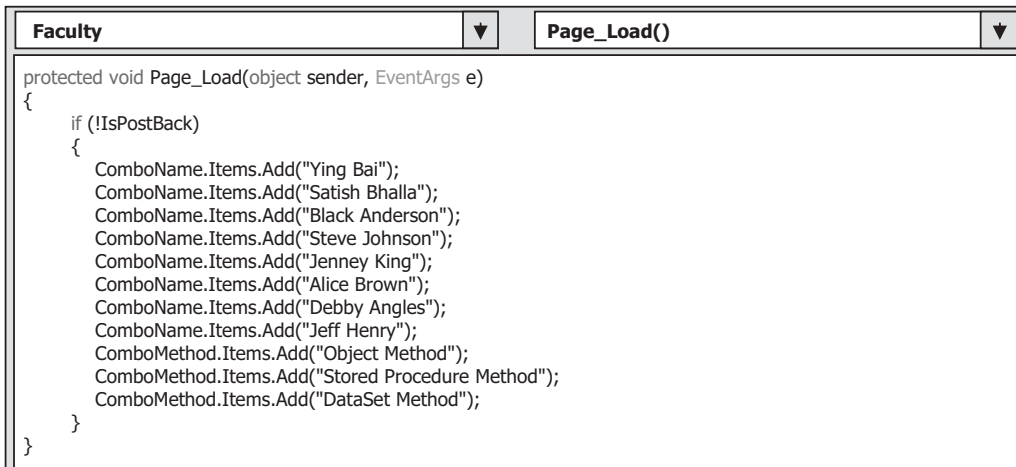 Faculty
Page_Load()
protected void Page_Load(object sender, EventArgs e)
{
if (!IsPostBack)
{
ComboName.Items.Add("Ying Bai");
ComboName.Items.Add("Satish Bhalla");
ComboName.Items.Add("Black Anderson");
ComboName.Items.Add("Steve Johnson");
ComboName.Items.Add("Jenney King");
ComboName.Items.Add("Alice Brown");
ComboName.Items.Add("Debby Angles");
ComboName.Items.Add("Jeff Henry");
ComboMethod.Items.Add("Object Method");
ComboMethod.Items.Add("Stored Procedure Method");
ComboMethod.Items.Add("DataSet Method");
}
}